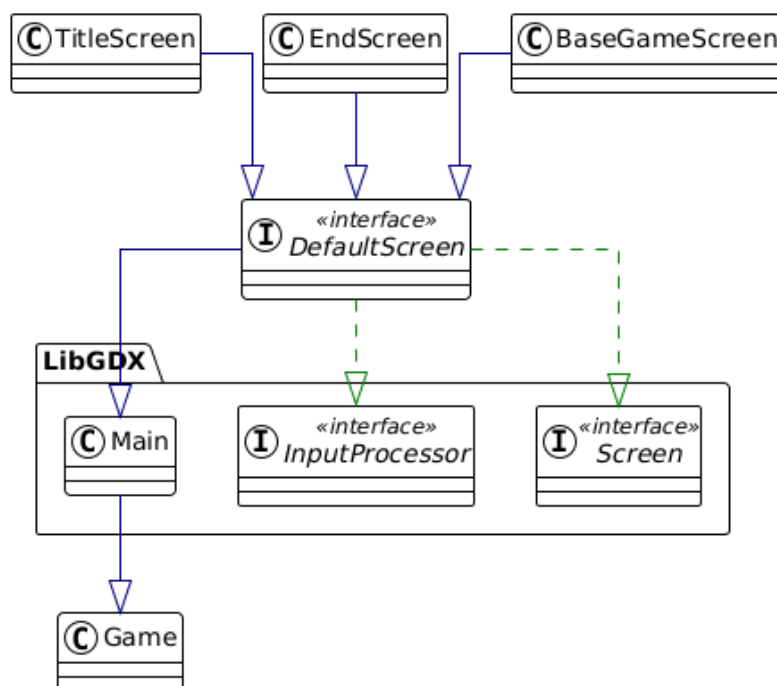 C TitleScreen
C EndScreen
C BaseGameScreen
«interface»
I DefaultScreen
LibGDX
C Main
«interface»
I InputProcessor
«interface»
I Screen
C Game